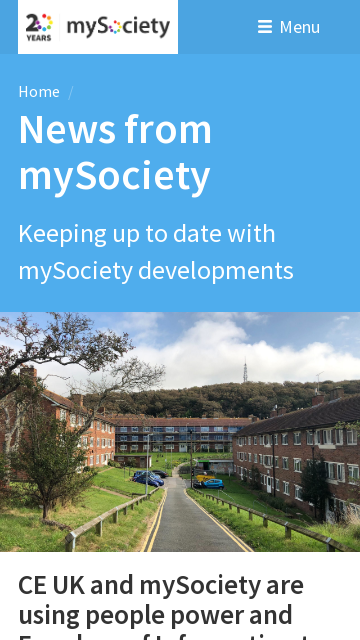 20 YEARS mySociety
Menu
Home /
News from
mySociety
Keeping up to date with
mySociety developments
CE UK and mySociety are
using people power and